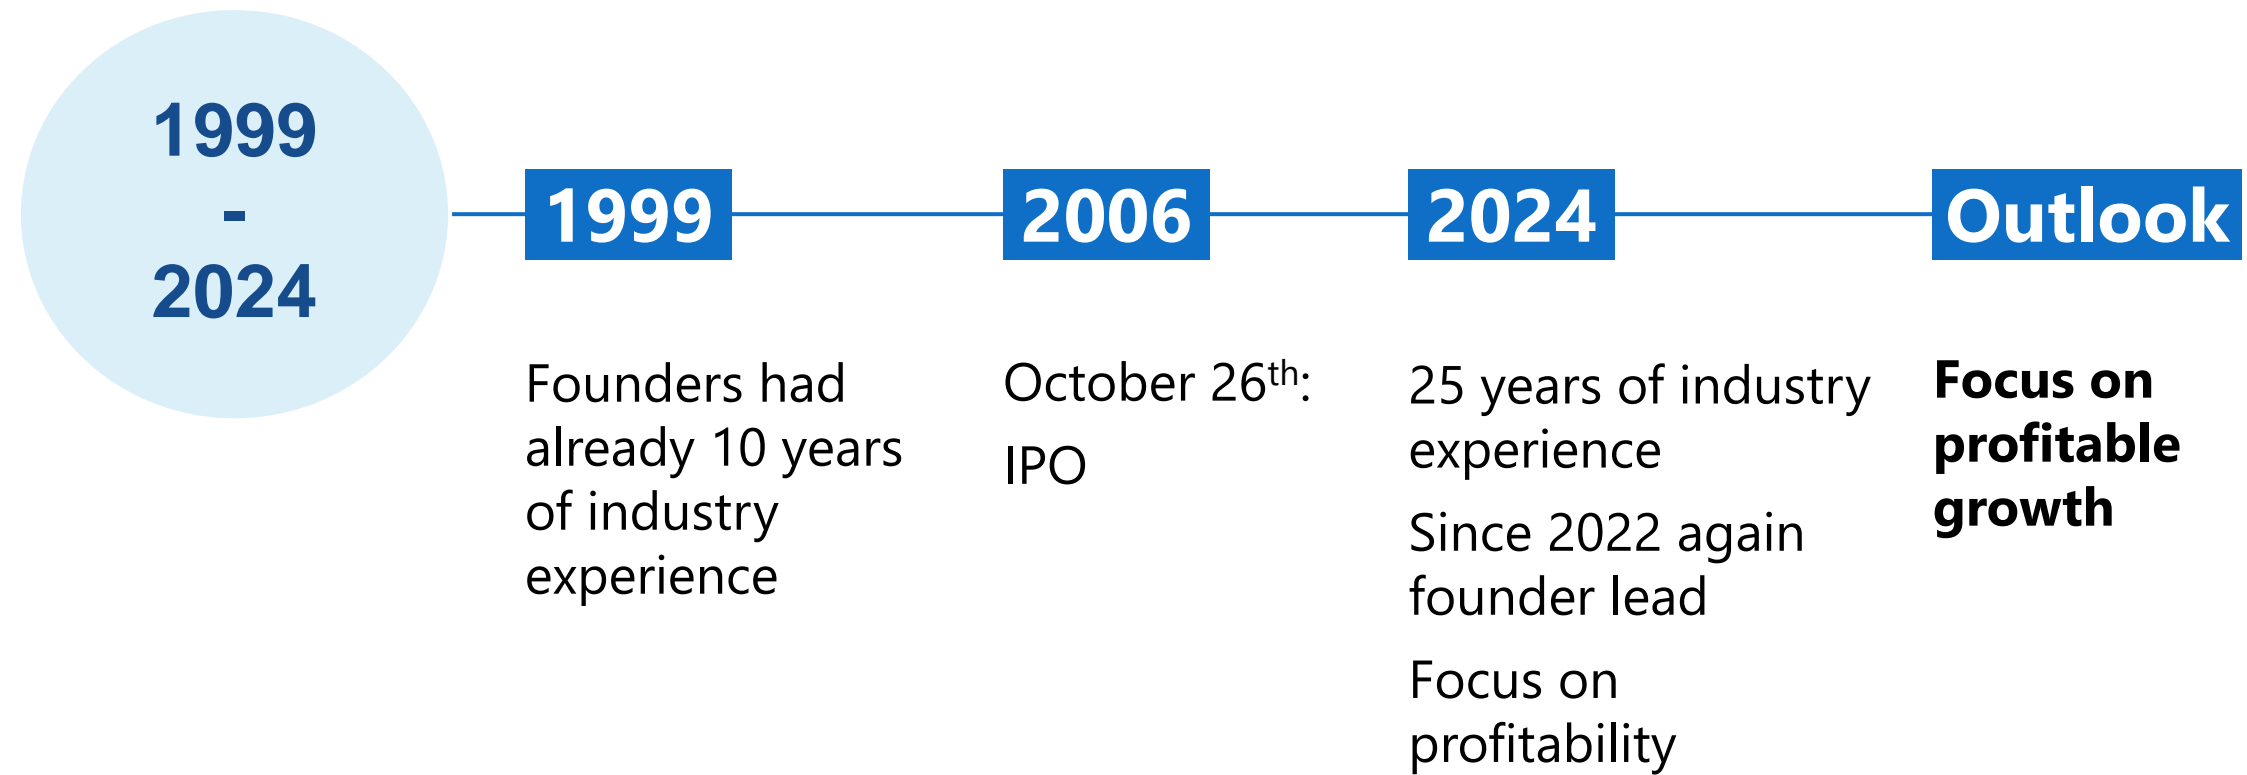 1999
-
2024
1999
Founders had
already 10 years
of industry
experience
2006
October 26th:
IPO
2024
25 years of industry
experience
Since 2022 again
founder lead
Focus on
profitability
Outlook
Focus on
profitable
growth